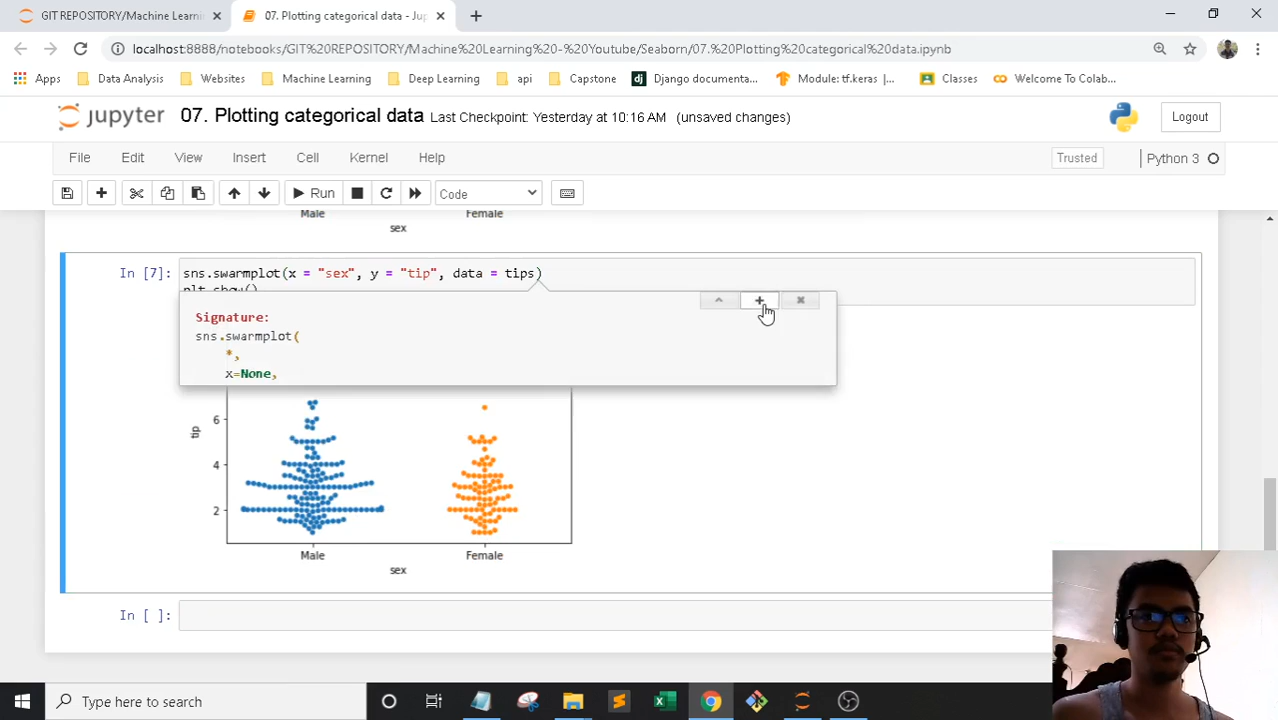 GIT REPOSITORY/Machine Learni
07. Plotting categorical data - Jup
localhost:8888/notebooks/GIT%20REPOSITORY/Machine%20Learning%20-%20Youtube/Seaborn/07.%20Plotting%20categorical%20data.ipynb
Apps Data Analysis Websites Machine Learning Deep Learning api Capstone dj Django documenta... Module: tf.keras |... Classes Welcome To Colab...
jupyter 07. Plotting categorical data Last Checkpoint: Yesterday at 10:16 AM (unsaved changes) Logout
File Edit View Insert Cell Kernel Help Trusted Python 3
Run Code
Male Female
sex
In [7]: sns.swarmplot(x = "sex", y = "tip", data = tips)
plt.show()
Signature:
sns.swarmplot(
*,
x=None,
6
tip
4
2
Male Female
sex
In [ ]:
Type here to search